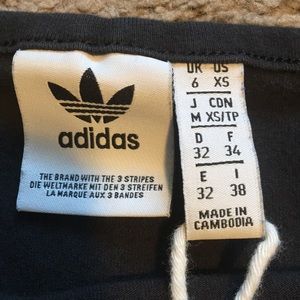 adidas
THE BRAND WITH THE 3 STRIPES
DIE WELTMARKE MIT DEN 3 STREIFEN
LA MARQUE AUX 3 BANDES
UK US
6 XS
J CDN
M XS/TP
D F
32 34
E I
32 38
MADE IN
CAMBODIA